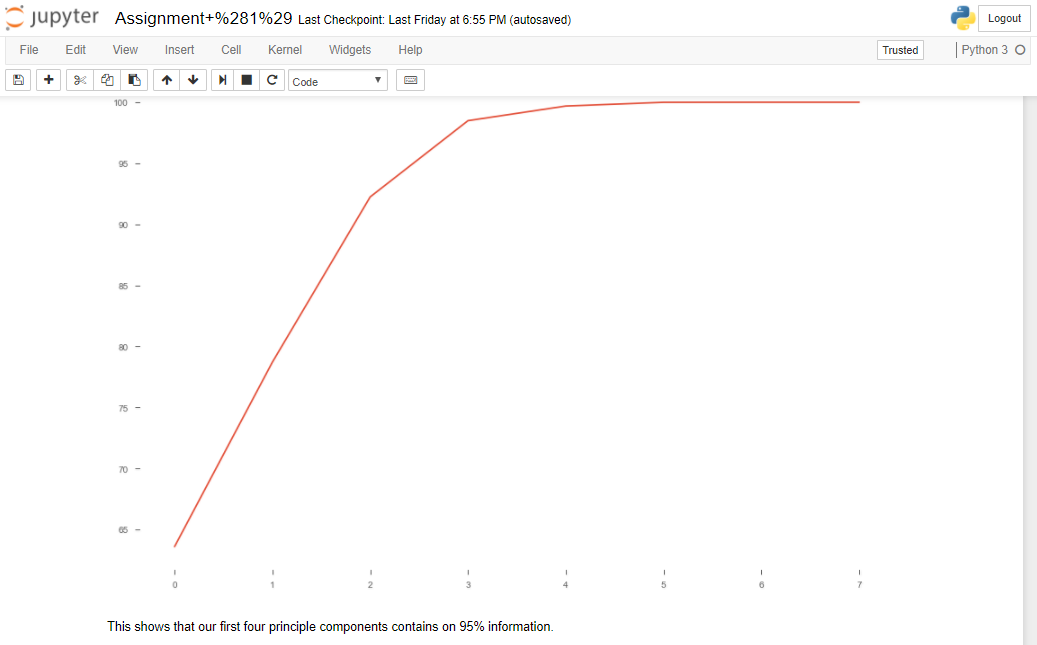 jupyter Assignment+%281%29 Last Checkpoint: Last Friday at 6:55 PM (autosaved) Logout
File Edit View Insert Cell Kernel Widgets Help Trusted Python 3
Code
100
95
90
85
80
75
70
65
0 1 2 3 4 5 6 7
This shows that our first four principle components contains on 95% information.